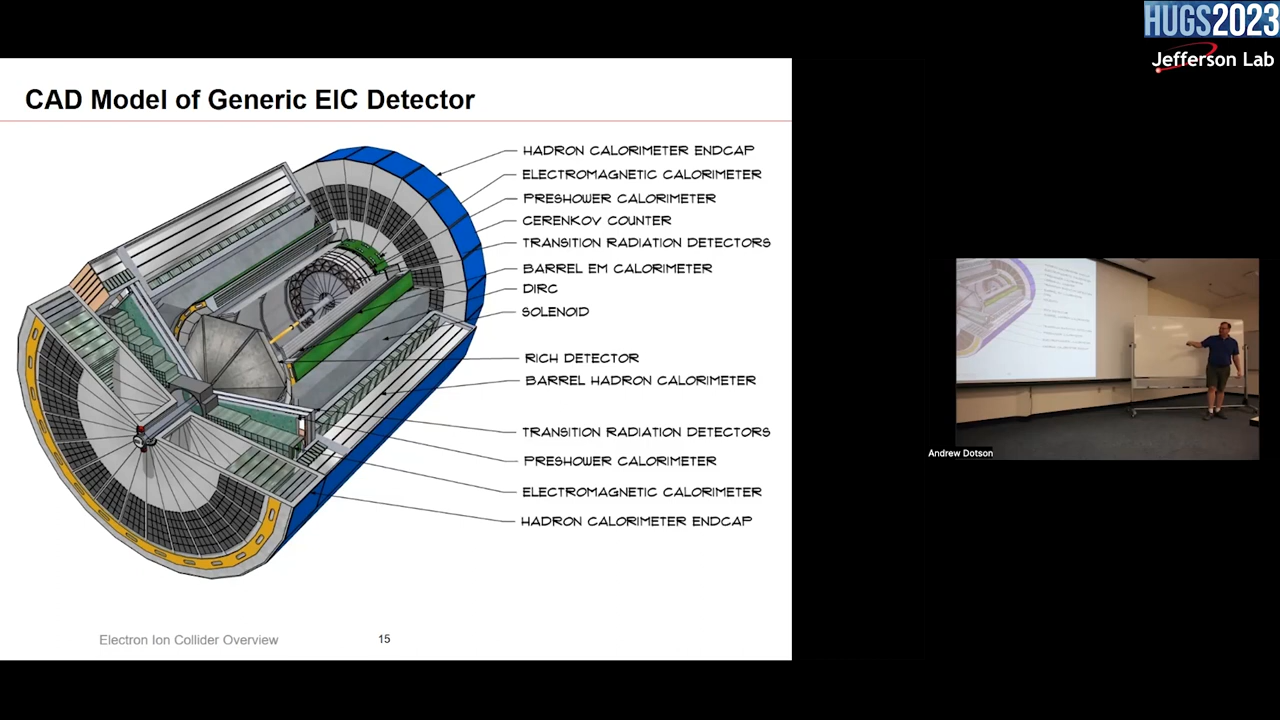 HUGS2023
Jefferson Lab
CAD Model of Generic EIC Detector
HADRON CALORIMETER ENDCAP
ELECTROMAGNETIC CALORIMETER
PRESHOWER CALORIMETER
CERENKOV COUNTER
TRANSITION RADIATION DETECTORS
BARREL EM CALORIMETER
DIRC
SOLENOID
RICH DETECTOR
BARREL HADRON CALORIMETER
TRANSITION RADIATION DETECTORS
PRESHOWER CALORIMETER
ELECTROMAGNETIC CALORIMETER
HADRON CALORIMETER ENDCAP
Electron Ion Collider Overview
15
Andrew Dotson